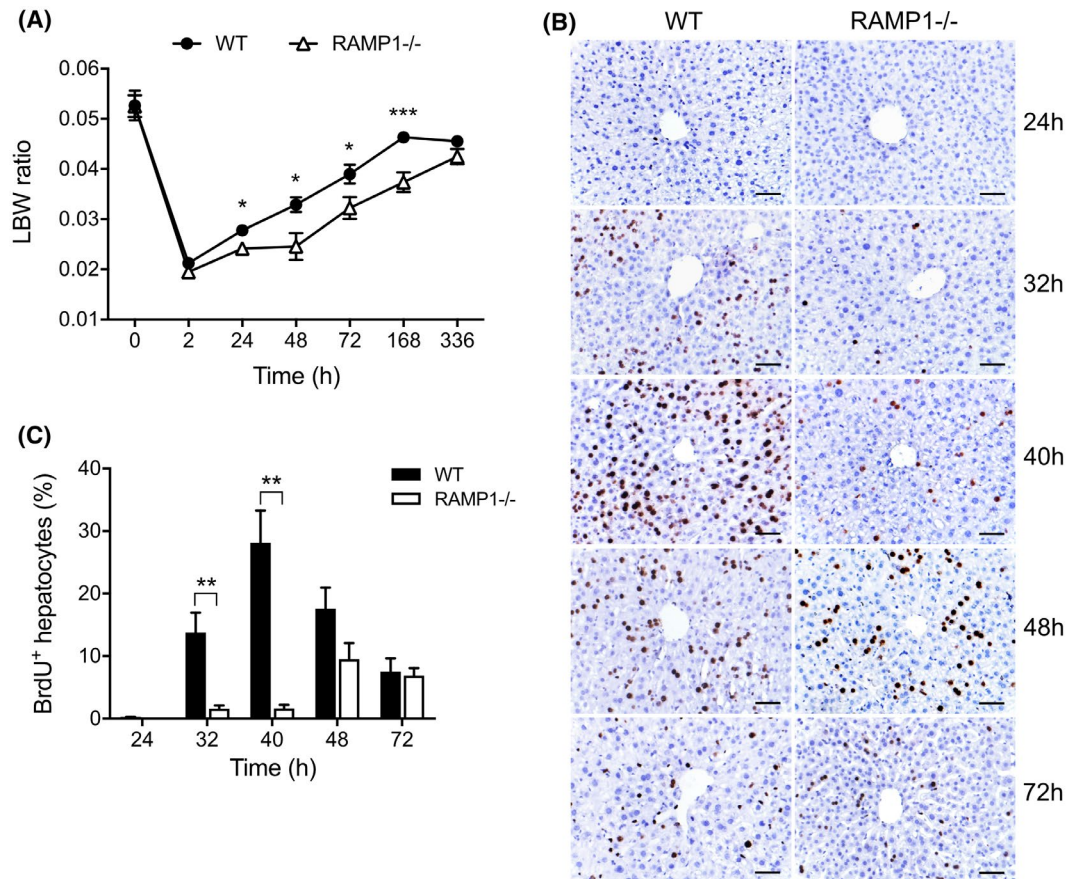 (A)
WT RAMP1-/-
0.06
0.05
0.04
0.03
0.02
0.01
LBW ratio
* * * ***
0 2 24 48 72 168 336
Time (h)
(B)
WT RAMP1-/-
24h
32h
40h
48h
72h
(C)
40
30
20
10
0
BrdU+ hepatocytes (%)
WT
RAMP1-/-
**
**
24 32 40 48 72
Time (h)